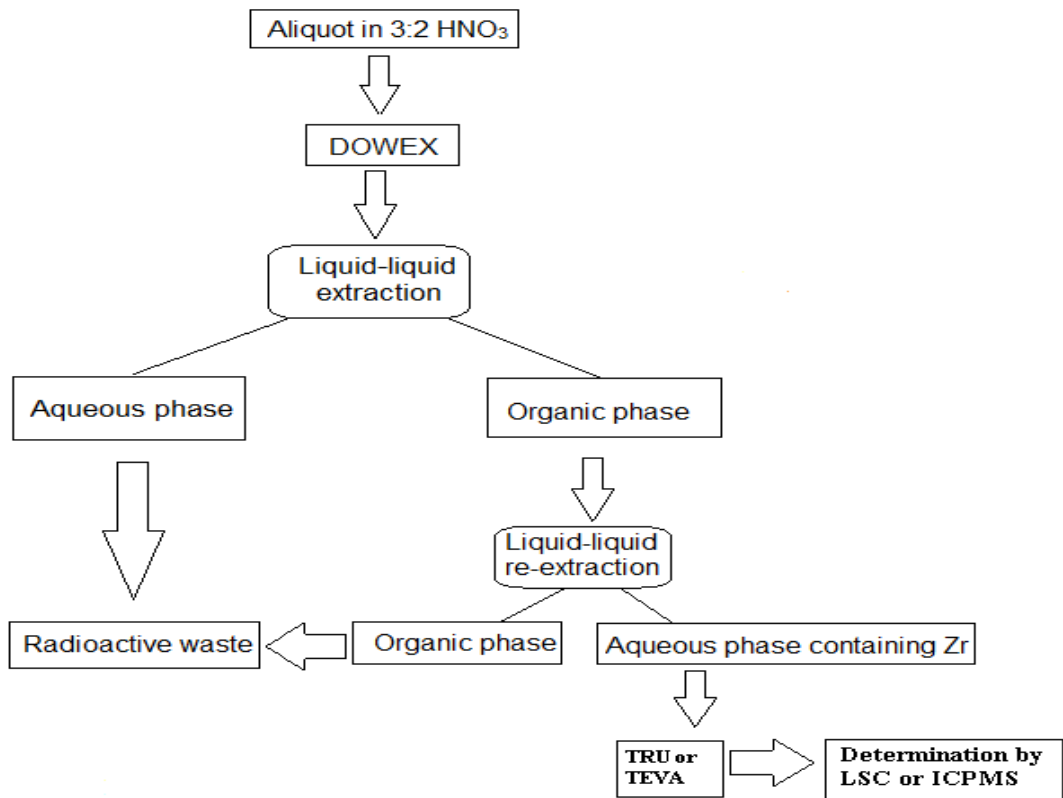 Aliquot in 3:2 HNO₃
DOWEX
Liquid-liquid
extraction
Aqueous phase
Organic phase
Liquid-liquid
re-extraction
Radioactive waste
Organic phase
Aqueous phase containing Zr
TRU or
TEVA
Determination by
LSC or ICPMS